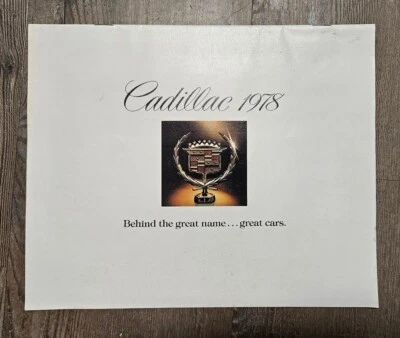 Cadillac 1978
Behind the great name...great cars.